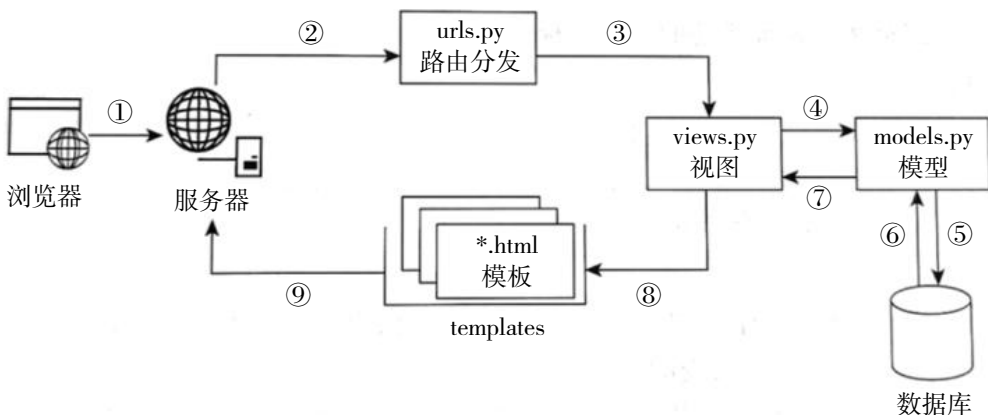 ①
浏览器
服务器
②
urls.py
路由分发
③
views.py
视图
④
models.py
模型
⑤
⑥
数据库
⑦
⑧
*.html
模板
templates
⑨